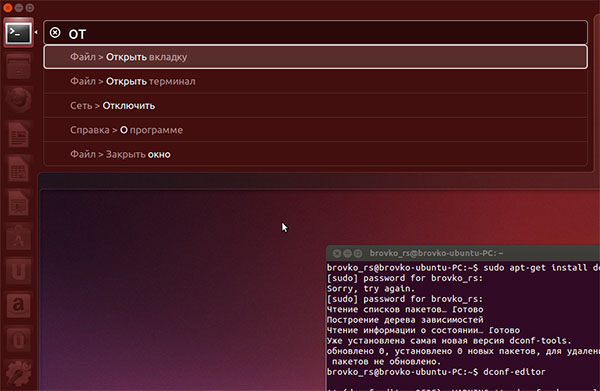 от
Файл > Открыть вкладку
Файл > Открыть терминал
Сеть > Отключить
Справка > О программе
Файл > Закрыть окно
brovko_rs@brovko-ubuntu-PC: ~
brovko_rs@brovko-ubuntu-PC:~$ sudo apt-get install
[sudo] password for brovko_rs:
Sorry, try again.
[sudo] password for brovko_rs:
Чтение списков пакетов… Готово
Построение дерева зависимостей
Чтение информации о состоянии… Готово
Уже установлена самая новая версия dconf-tools.
обновлено 0, установлено 0 новых пакетов, для
пакетов не обновлено.
brovko_rs@brovko-ubuntu-PC:~$ dconf-editor